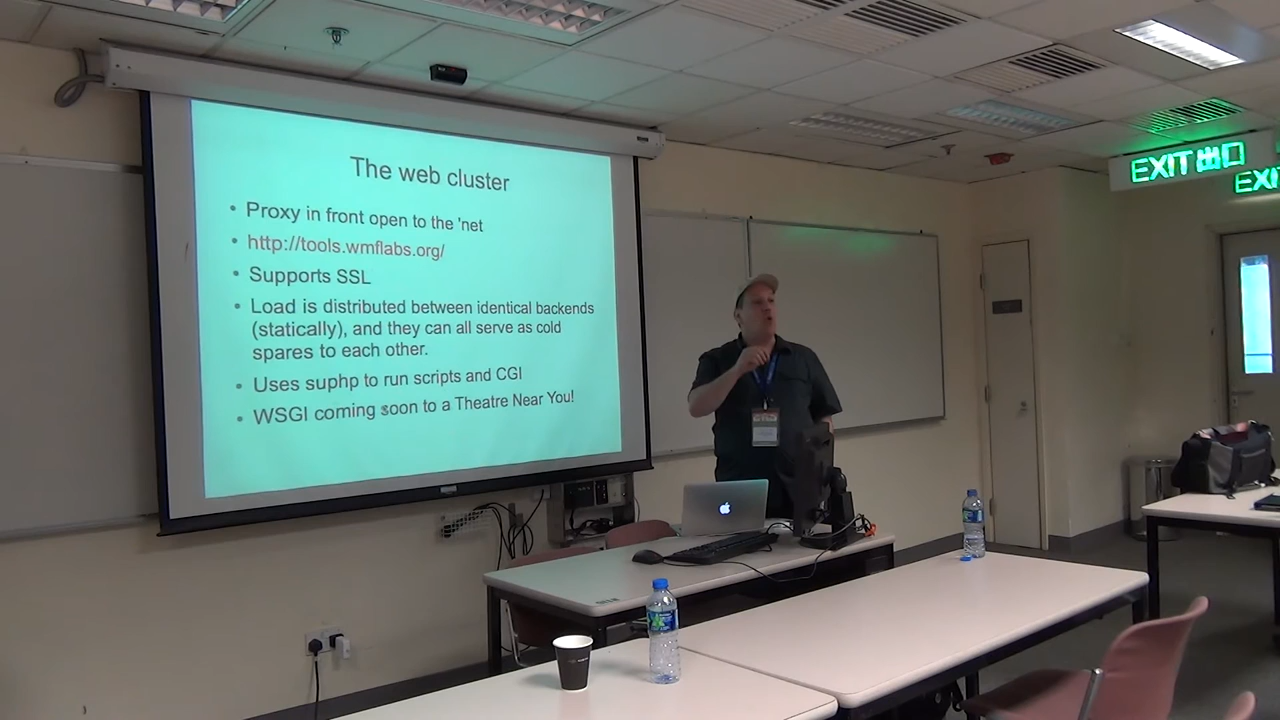 The web cluster
• Proxy in front open to the 'net
• http://tools.wmflabs.org/
• Supports SSL
• Load is distributed between identical backends
(statically), and they can all serve as cold
spares to each other.
• Uses suphp to run scripts and CGI
• WSGI coming soon to a Theatre Near You!
EXIT 出口
EXIT